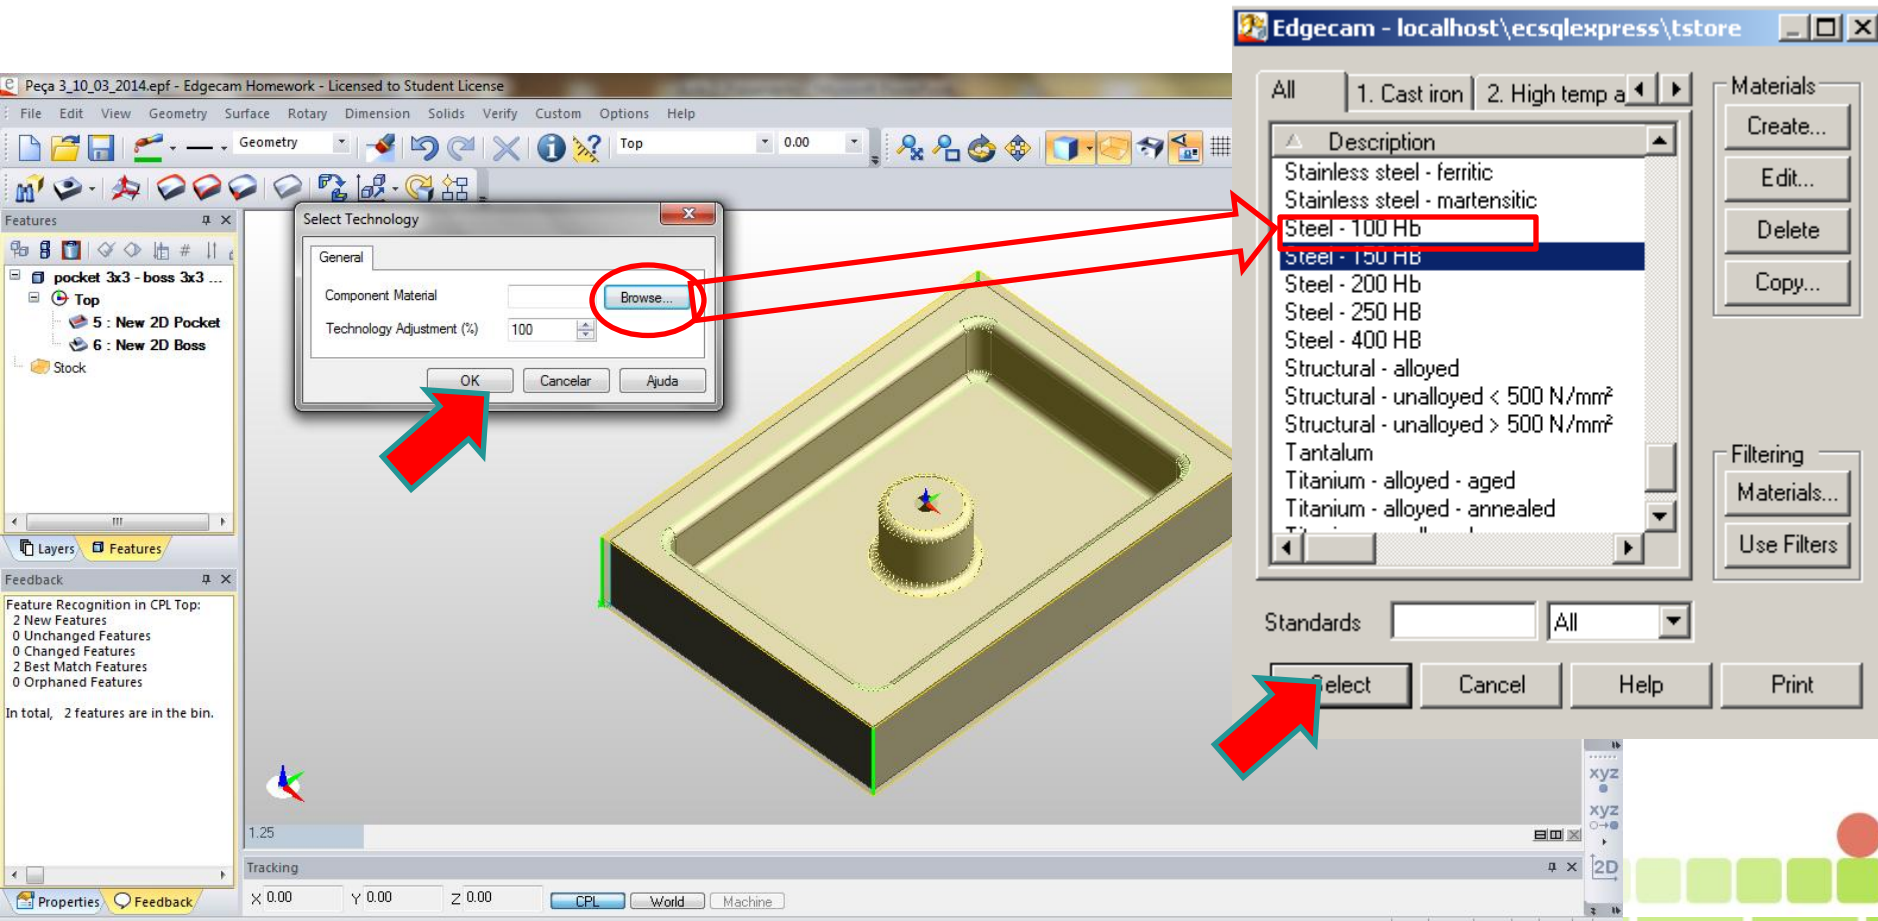 Peça 3_10_03_2014.epf - Edgecam Homework - Licensed to Student License
File Edit View Geometry Surface Rotary Dimension Solids Verify Custom Options Help
Geometry Top 0.00
Features
pocket 3x3 - boss 3x3 ...
Top
5 : New 2D Pocket
6 : New 2D Boss
Stock
Layers Features
Feedback
Feature Recognition in CPL Top:
2 New Features
0 Unchanged Features
0 Changed Features
2 Best Match Features
0 Orphaned Features
In total, 2 features are in the bin.
Properties Feedback
Select Technology
General
Component Material Browse...
Technology Adjustment (%) 100
OK Cancelar Ajuda
1.25
Tracking
X 0.00 Y 0.00 Z 0.00 CPL World Machine
xyz
xyz
2D
Edgecam - localhost\ecsqlexpress\tstore
All 1. Cast iron 2. High temp a
Description
Stainless steel - ferritic
Stainless steel - martensitic
Steel - 100 Hb
Steel - 150 HB
Steel - 200 Hb
Steel - 250 HB
Steel - 400 HB
Structural - alloyed
Structural - unalloyed < 500 N/mm²
Structural - unalloyed > 500 N/mm²
Tantalum
Titanium - alloyed - aged
Titanium - alloyed - annealed
Materials
Create...
Edit...
Delete
Copy...
Filtering
Materials...
Use Filters
Standards All
Select Cancel Help Print